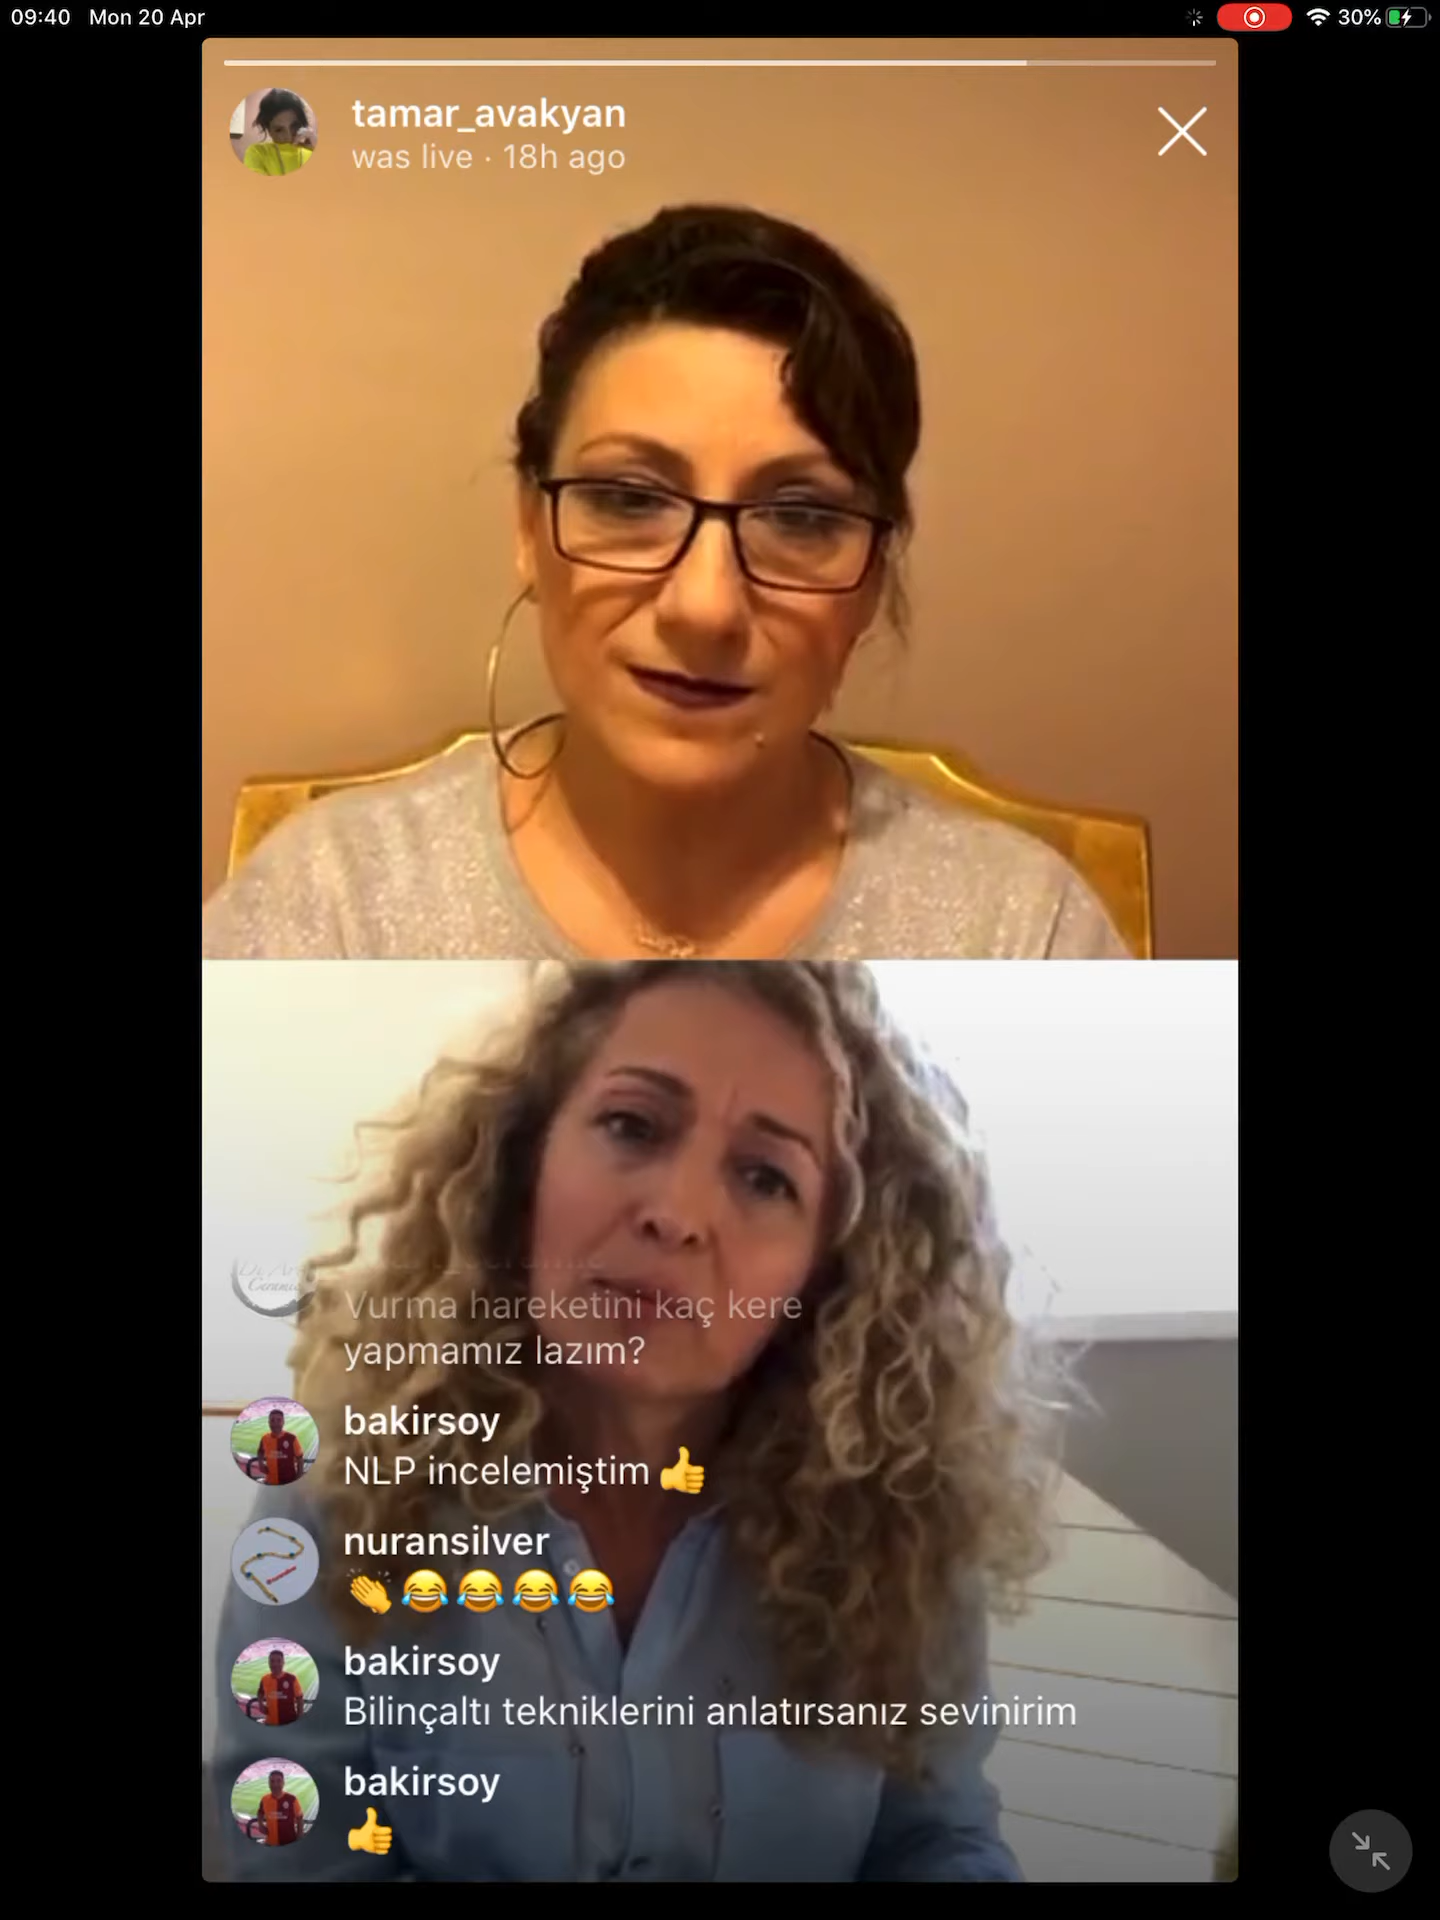 09:40 Mon 20 Apr
30%
tamar_avakyan
was live · 18h ago
Vurma hareketini kaç kere
yapmamız lazım?
bakirsoy
NLP incelemiştim 👍
nuransilver
👏😂😂😂😂
bakirsoy
Bilinçaltı tekniklerini anlatırsanız sevinirim
bakirsoy
👍